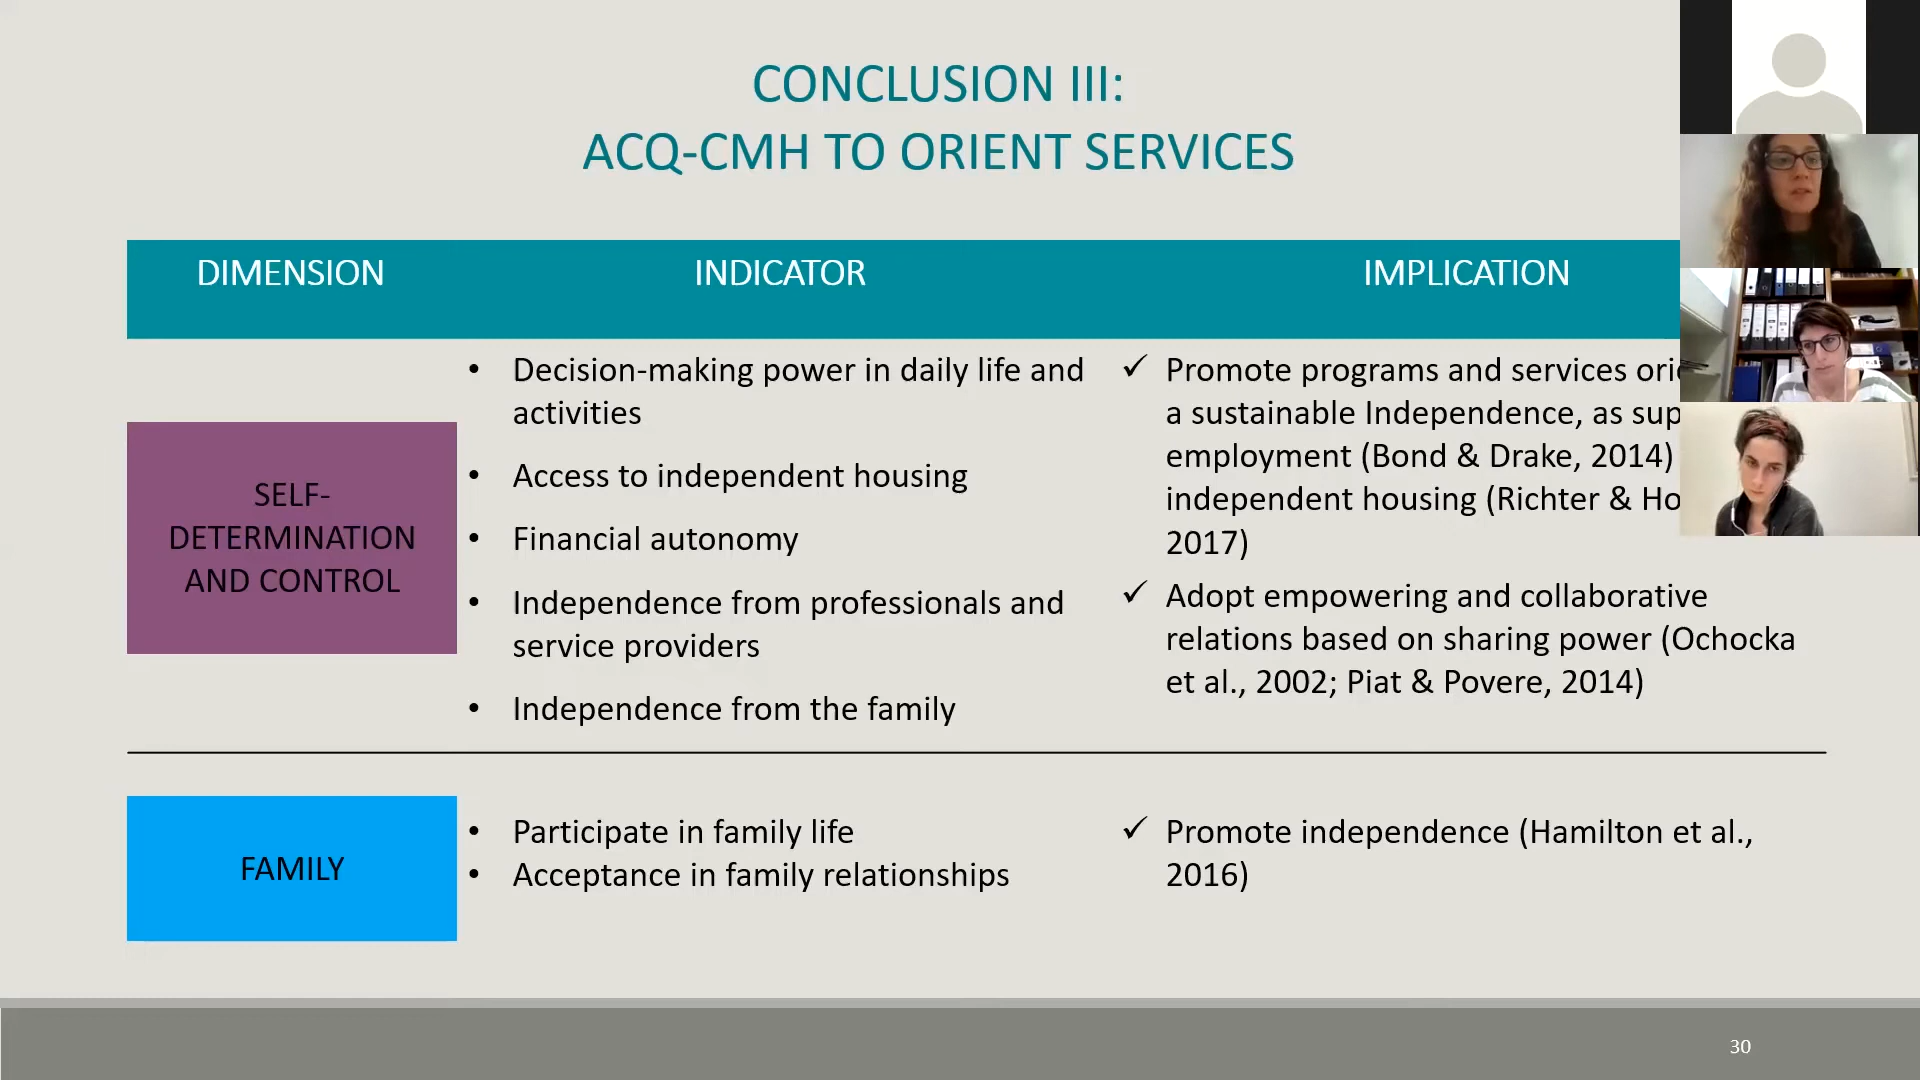 CONCLUSION III:
ACQ-CMH TO ORIENT SERVICES
DIMENSION
INDICATOR
IMPLICATION
SELF-
DETERMINATION
AND CONTROL
• Decision-making power in daily life and
activities
• Access to independent housing
• Financial autonomy
• Independence from professionals and
service providers
• Independence from the family
✓ Promote programs and services
a sustainable Independence, as
employment (Bond & Drake, 2014)
independent housing (Richter &
2017)
✓ Adopt empowering and collaborative
relations based on sharing power (Ochocka
et al., 2002; Piat & Povere, 2014)
FAMILY
• Participate in family life
• Acceptance in family relationships
✓ Promote independence (Hamilton et al.,
2016)
30